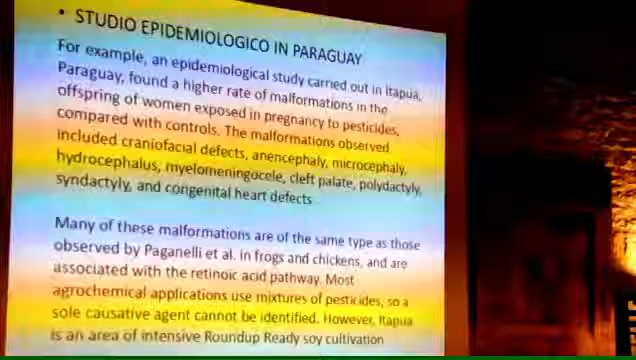 • STUDIO EPIDEMIOLOGICO IN PARAGUAY
For example, an epidemiological study carried out in Itapua,
Paraguay, found a higher rate of malformations in the
offspring of women exposed in pregnancy to pesticides,
compared with controls. The malformations observed
included craniofacial defects, anencephaly, microcephaly,
hydrocephalus, myelomeningocele, cleft palate, polydactyly,
syndactyly, and congenital heart defects
Many of these malformations are of the same type as those
observed by Paganelli et al. in frogs and chickens, and are
associated with the retinoic acid pathway. Most
agrochemical applications use mixtures of pesticides, so a
sole causative agent cannot be identified. However, Itapua
is an area of intensive Roundup Ready soy cultivation